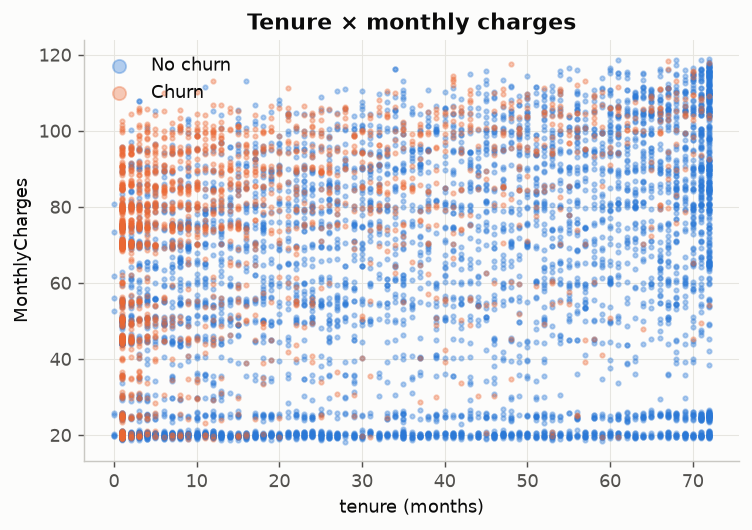 Tenure × monthly charges
No churn
Churn
MonthlyCharges
120
100
80
60
40
20
0 10 20 30 40 50 60 70
tenure (months)